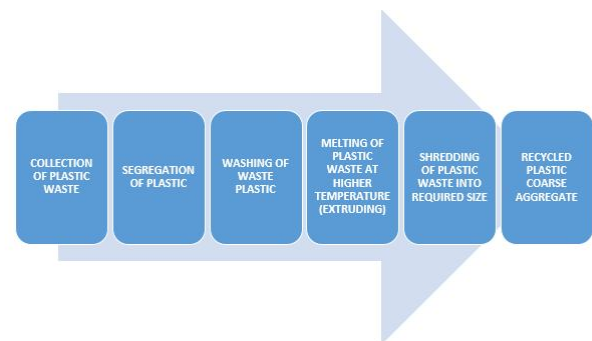 COLLECTION
OF PLASTIC
WASTE
SEGREGATION
OF PLASTIC
WASHING OF
WASTE
PLASTIC
MELTING OF
PLASTIC
WASTE AT
HIGHER
TEMPERATURE
(EXTRUDING)
SHREDDING
OF PLASTIC
WASTE INTO
REQUIRED SIZE
RECYCLED
PLASTIC
COARSE
AGGREGATE